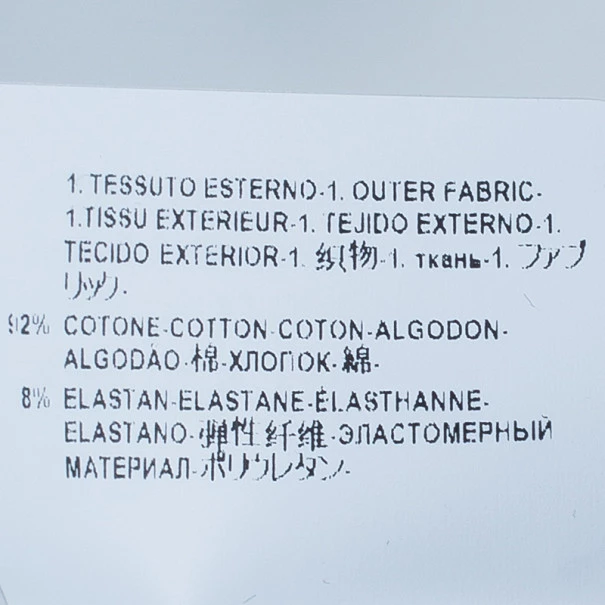 1. TESSUTO ESTERNO-1. OUTER FABRIC-
1.TISSU EXTERIEUR-1. TEJIDO EXTERNO-1.
TECIDO EXTERIOR-1. 织物-1. ткань-1. ファブ
リック-
92% COTONE-COTTON-COTON-ALGODON-
ALGODÃO-棉-ХЛОПОК-綿-
8% ELASTAN-ELASTANE-ÉLASTHANNE-
ELASTANO-弹性纤维-ЭЛАСТОМЕРНЫЙ
МАТЕРИАЛ-ポリウレタン-